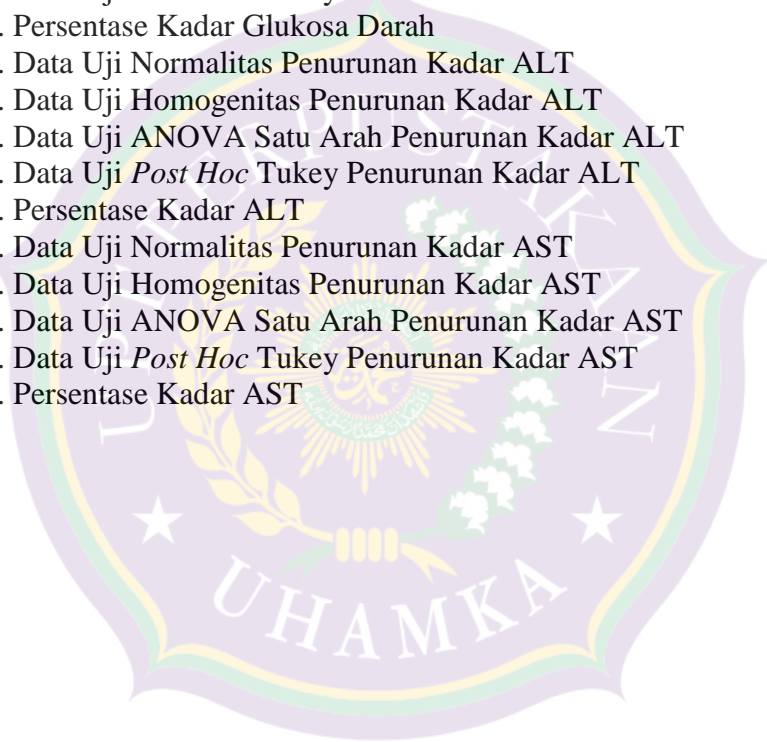 . Persentase Kadar Glukosa Darah
. Data Uji Normalitas Penurunan Kadar ALT
. Data Uji Homogenitas Penurunan Kadar ALT
. Data Uji ANOVA Satu Arah Penurunan Kadar ALT
. Data Uji Post Hoc Tukey Penurunan Kadar ALT
. Persentase Kadar ALT
. Data Uji Normalitas Penurunan Kadar AST
. Data Uji Homogenitas Penurunan Kadar AST
. Data Uji ANOVA Satu Arah Penurunan Kadar AST
. Data Uji Post Hoc Tukey Penurunan Kadar AST
. Persentase Kadar AST
UPT PERPUSTAKAAN
UHAMKA